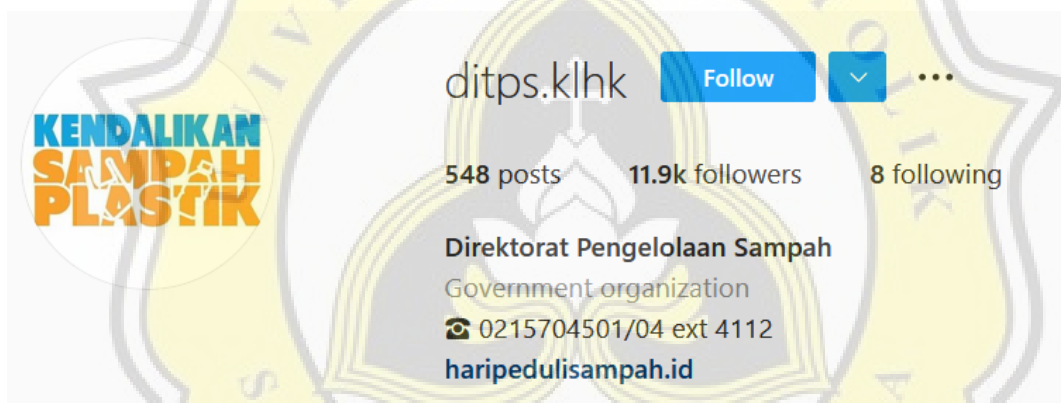 KENDALIKAN
SAMPAH
PLASTIK
ditps.klhk Follow
548 posts 11.9k followers 8 following
Direktorat Pengelolaan Sampah
Government organization
☎ 0215704501/04 ext 4112
haripedulisampah.id